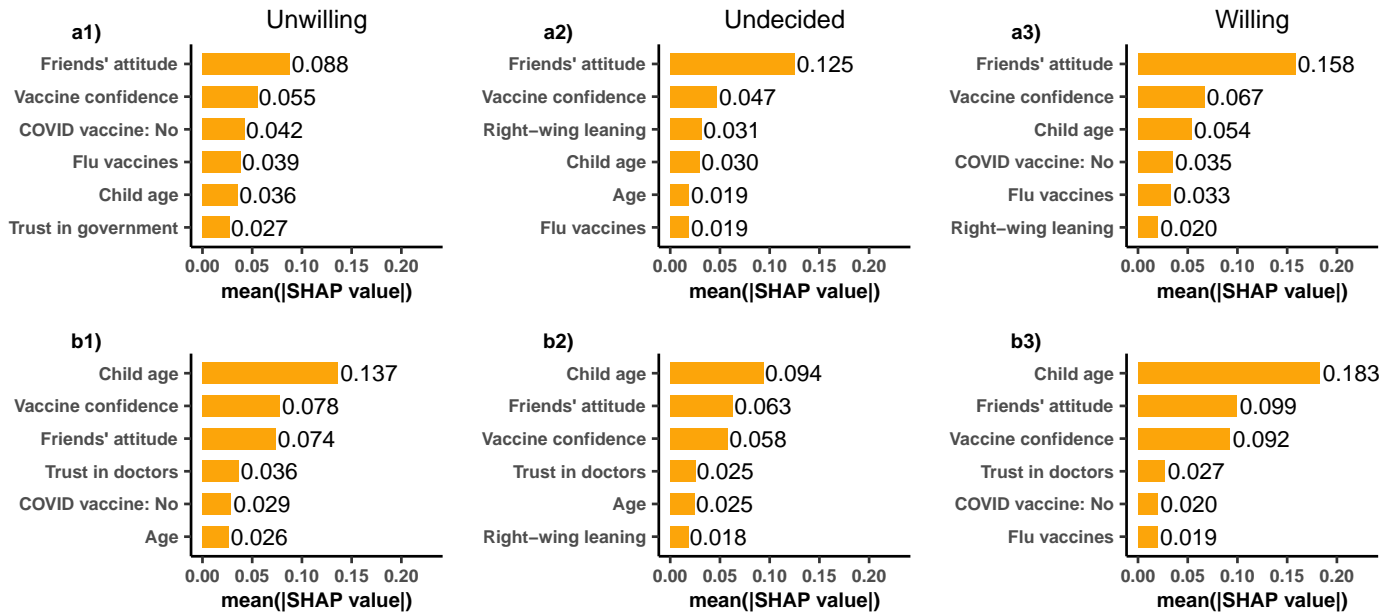 Unwilling
Undecided
Willing
a1)
Friends' attitude 0.088
Vaccine confidence 0.055
COVID vaccine: No 0.042
Flu vaccines 0.039
Child age 0.036
Trust in government 0.027
0.00 0.05 0.10 0.15 0.20
mean(|SHAP value|)
a2)
Friends' attitude 0.125
Vaccine confidence 0.047
Right−wing leaning 0.031
Child age 0.030
Age 0.019
Flu vaccines 0.019
0.00 0.05 0.10 0.15 0.20
mean(|SHAP value|)
a3)
Friends' attitude 0.158
Vaccine confidence 0.067
Child age 0.054
COVID vaccine: No 0.035
Flu vaccines 0.033
Right−wing leaning 0.020
0.00 0.05 0.10 0.15 0.20
mean(|SHAP value|)
b1)
Child age 0.137
Vaccine confidence 0.078
Friends' attitude 0.074
Trust in doctors 0.036
COVID vaccine: No 0.029
Age 0.026
0.00 0.05 0.10 0.15 0.20
mean(|SHAP value|)
b2)
Child age 0.094
Friends' attitude 0.063
Vaccine confidence 0.058
Trust in doctors 0.025
Age 0.025
Right−wing leaning 0.018
0.00 0.05 0.10 0.15 0.20
mean(|SHAP value|)
b3)
Child age 0.183
Friends' attitude 0.099
Vaccine confidence 0.092
Trust in doctors 0.027
COVID vaccine: No 0.020
Flu vaccines 0.019
0.00 0.05 0.10 0.15 0.20
mean(|SHAP value|)